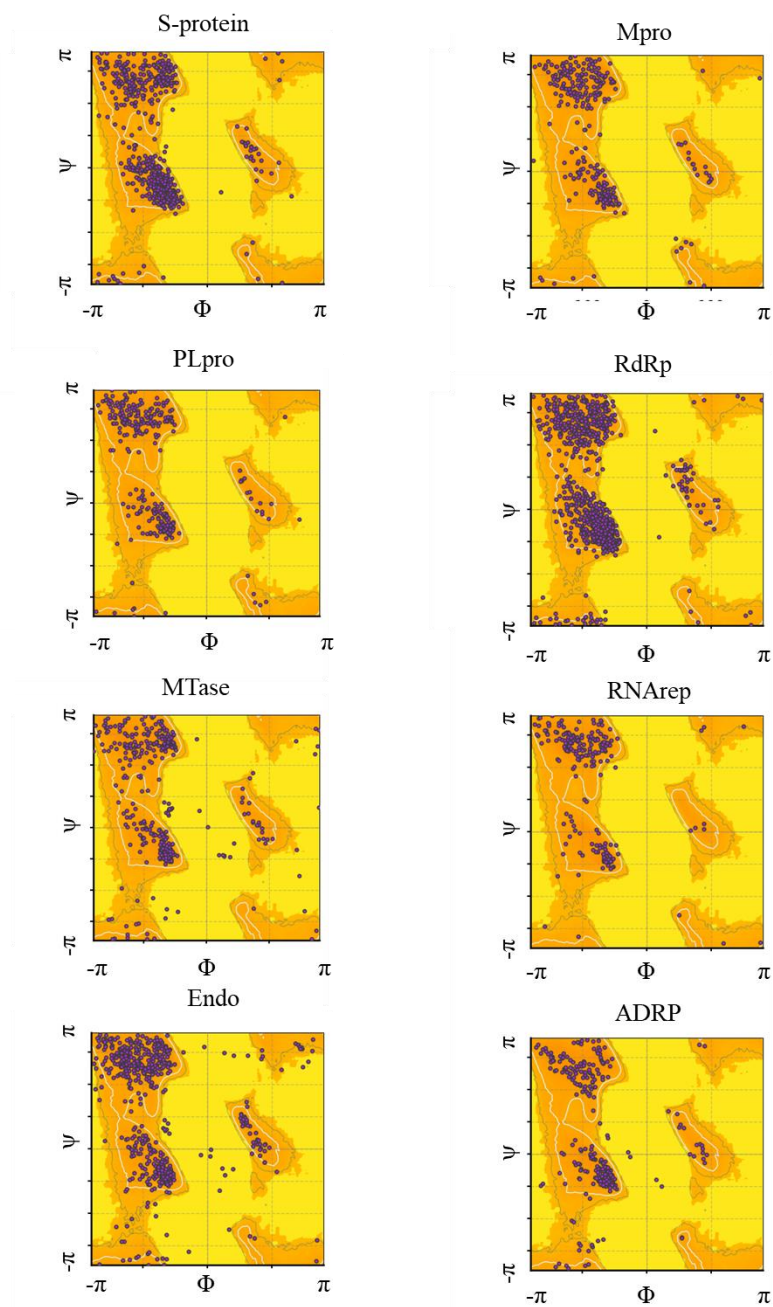 S-protein
Mpro
π
ψ
-π
-π Φ π
π
ψ
-π
-π Φ π
PLpro
RdRp
π
ψ
-π
-π Φ π
π
ψ
-π
-π Φ π
MTase
RNArep
π
ψ
-π
-π Φ π
π
ψ
-π
-π Φ π
Endo
ADRP
π
ψ
-π
-π Φ π
π
ψ
-π
-π Φ π